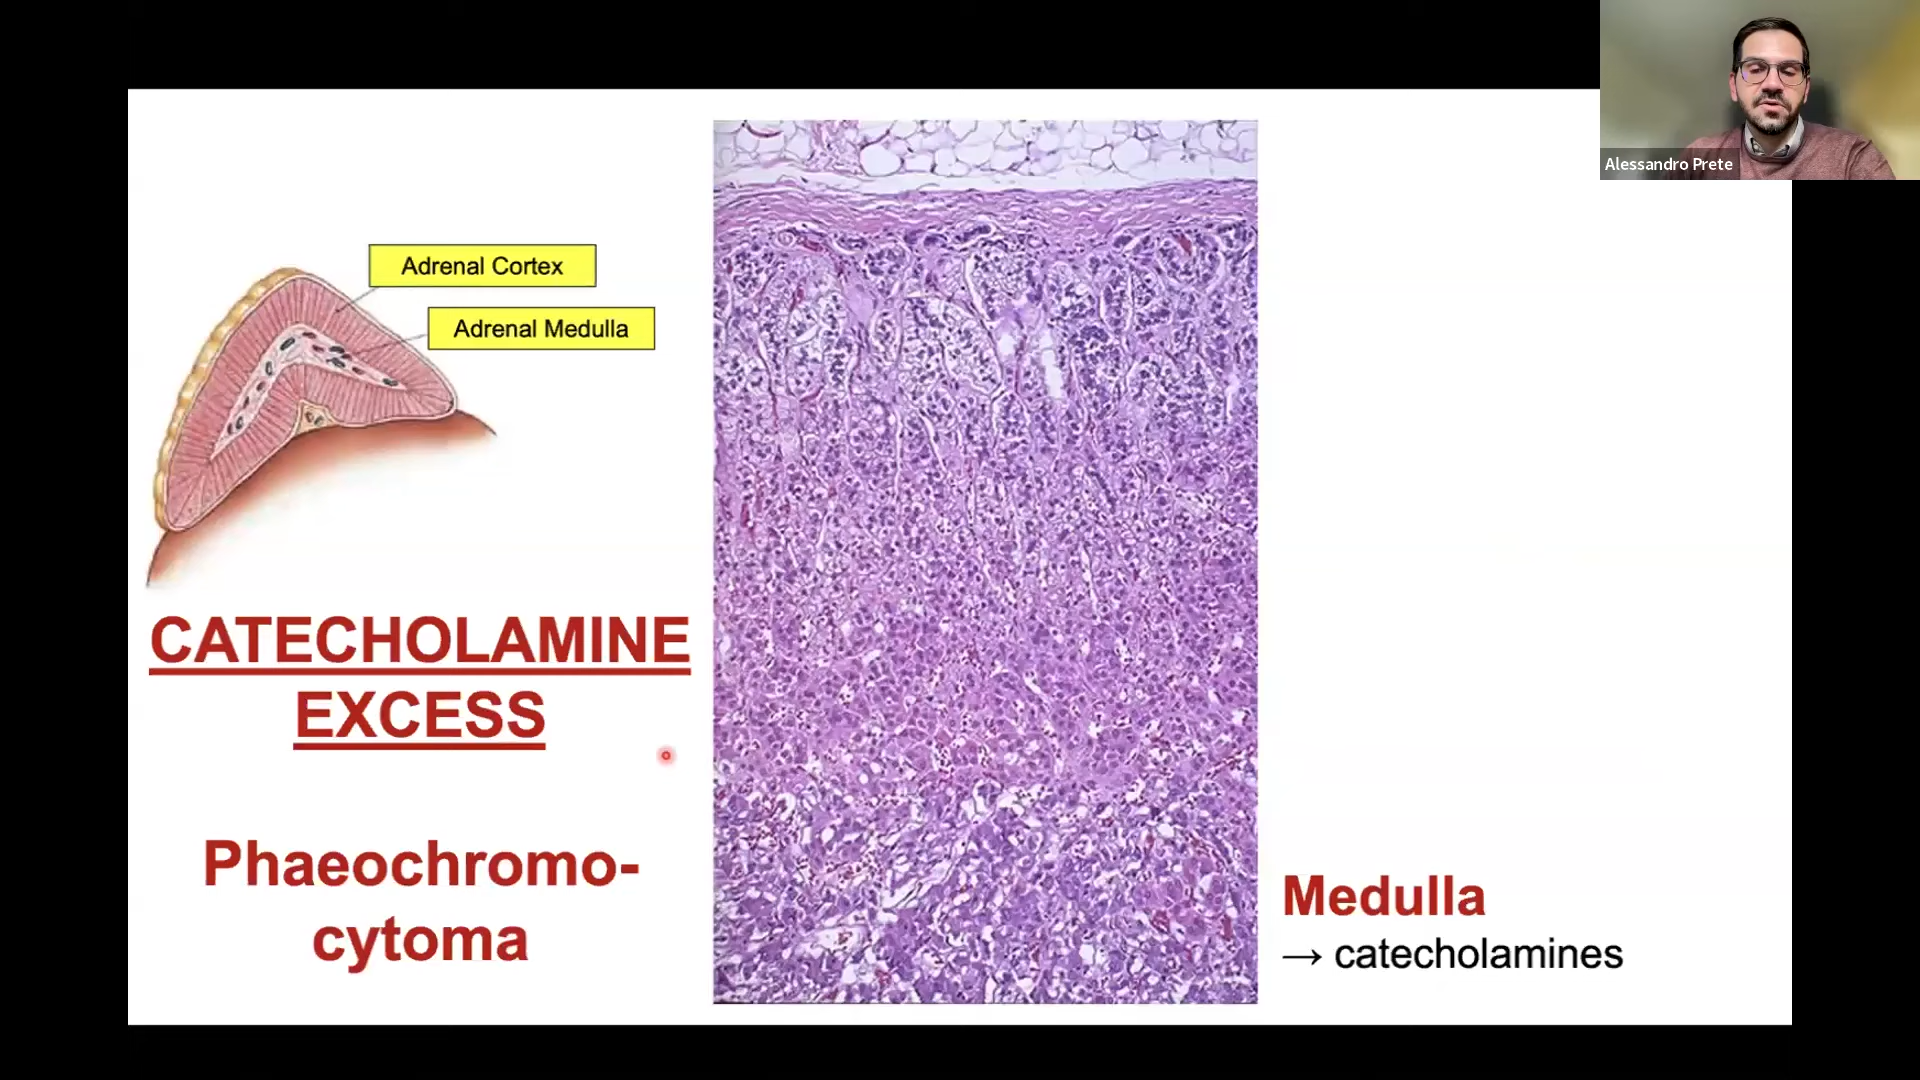 Alessandro Prete
Adrenal Cortex
Adrenal Medulla
CATECHOLAMINE
EXCESS
Phaeochromo-
cytoma
Medulla
→ catecholamines